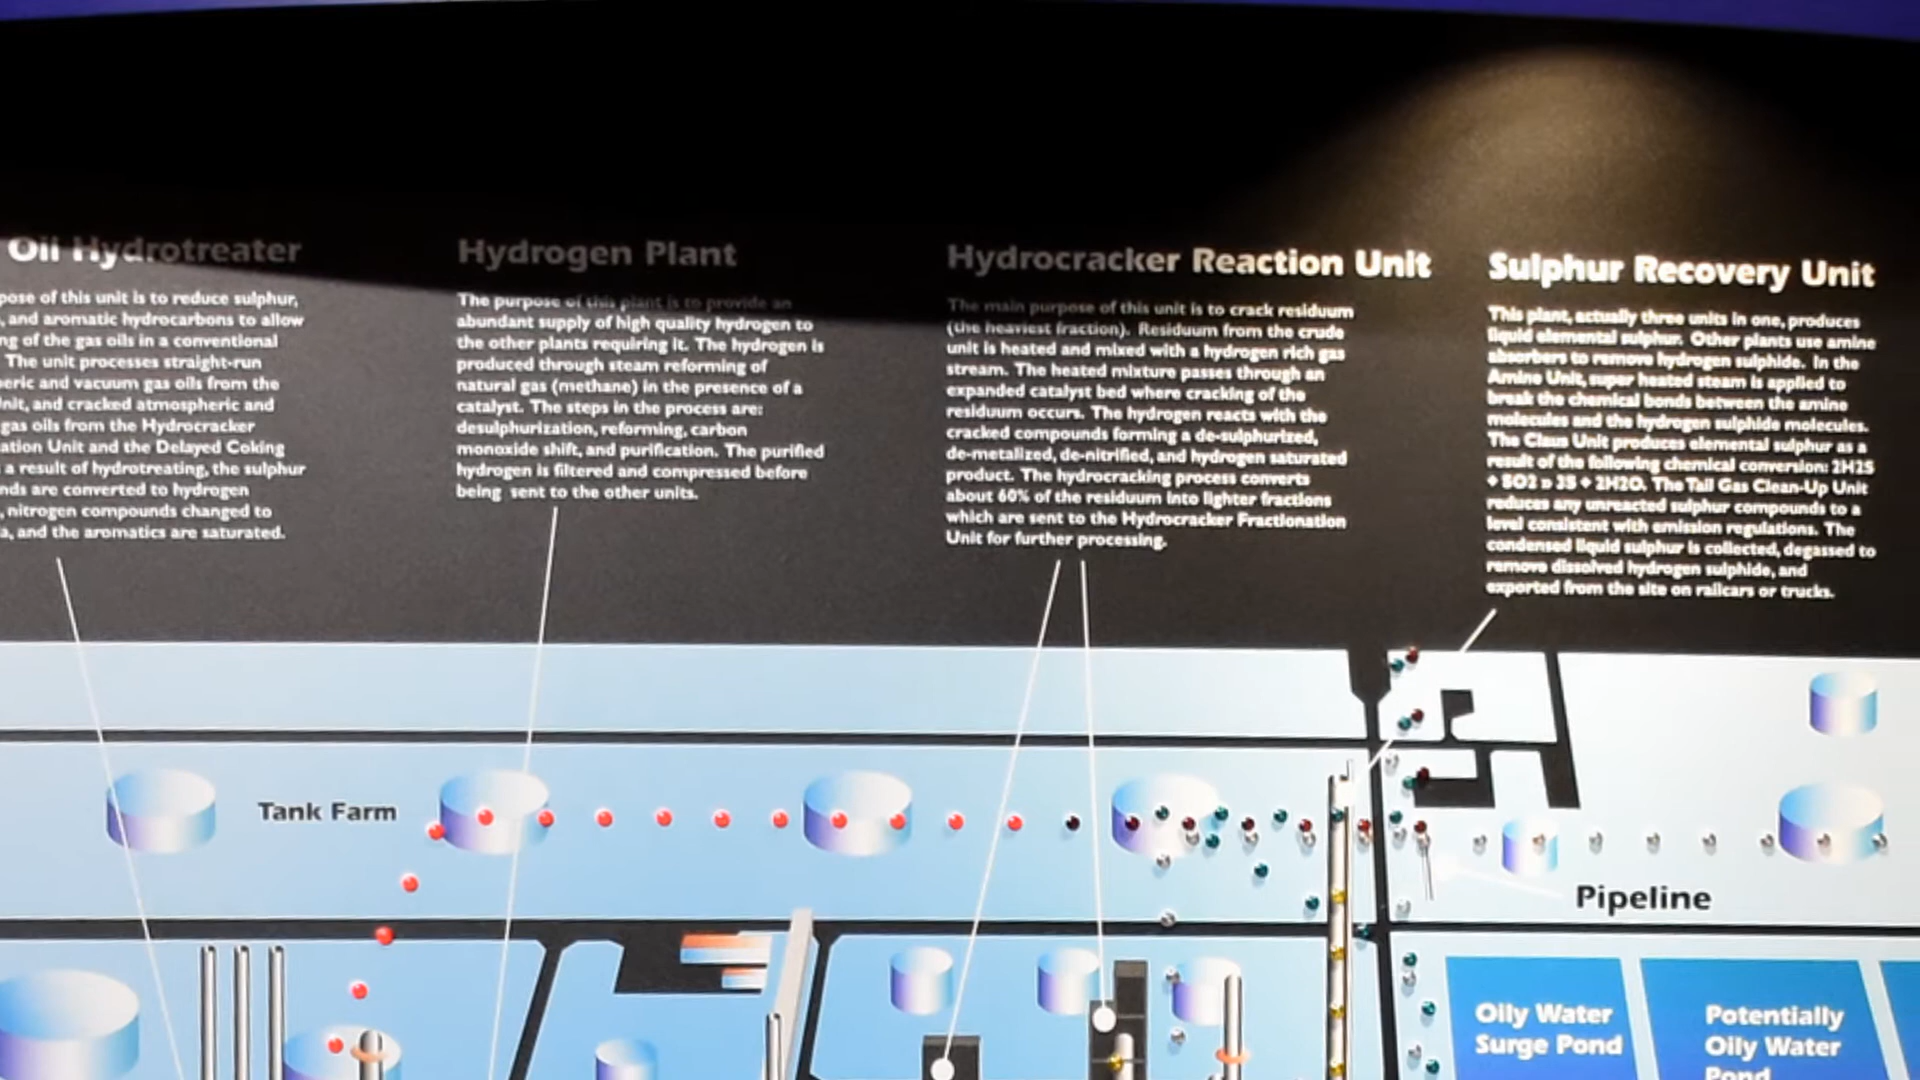 Oil Hydrotreater
pose of this unit is to reduce sulphur,
, and aromatic hydrocarbons to allow
ng of the gas oils in a conventional
The unit processes straight-run
eric and vacuum gas oils from the
nit, and cracked atmospheric and
gas oils from the Hydrocracker
ation Unit and the Delayed Coking
a result of hydrotreating, the sulphur
nds are converted to hydrogen
, nitrogen compounds changed to
a, and the aromatics are saturated.
Hydrogen Plant
The purpose of this plant is to provide an
abundant supply of high quality hydrogen to
the other plants requiring it. The hydrogen is
produced through steam reforming of
natural gas (methane) in the presence of a
catalyst. The steps in the process are:
desulphurization, reforming, carbon
monoxide shift, and purification. The purified
hydrogen is filtered and compressed before
being sent to the other units.
Hydrocracker Reaction Unit
The main purpose of this unit is to crack residuum
(the heaviest fraction). Residuum from the crude
unit is heated and mixed with a hydrogen rich gas
stream. The heated mixture passes through an
expanded catalyst bed where cracking of the
residuum occurs. The hydrogen reacts with the
cracked compounds forming a de-sulphurized,
de-metalized, de-nitrified, and hydrogen saturated
product. The hydrocracking process converts
about 60% of the residuum into lighter fractions
which are sent to the Hydrocracker Fractionation
Unit for further processing.
Sulphur Recovery Unit
This plant, actually three units in one, produces
liquid elemental sulphur. Other plants use amine
absorbers to remove hydrogen sulphide. In the
Amine Unit, super heated steam is applied to
break the chemical bonds between the amine
molecules and the hydrogen sulphide molecules.
The Claus Unit produces elemental sulphur as a
result of the following chemical conversion: 2H2S
+ SO2 » 3S + 2H2O. The Tail Gas Clean-Up Unit
reduces any unreacted sulphur compounds to a
level consistent with emission regulations. The
condensed liquid sulphur is collected, degassed to
remove dissolved hydrogen sulphide, and
exported from the site on railcars or trucks.
Tank Farm
Pipeline
Oily Water
Surge Pond
Potentially
Oily Water
Pond